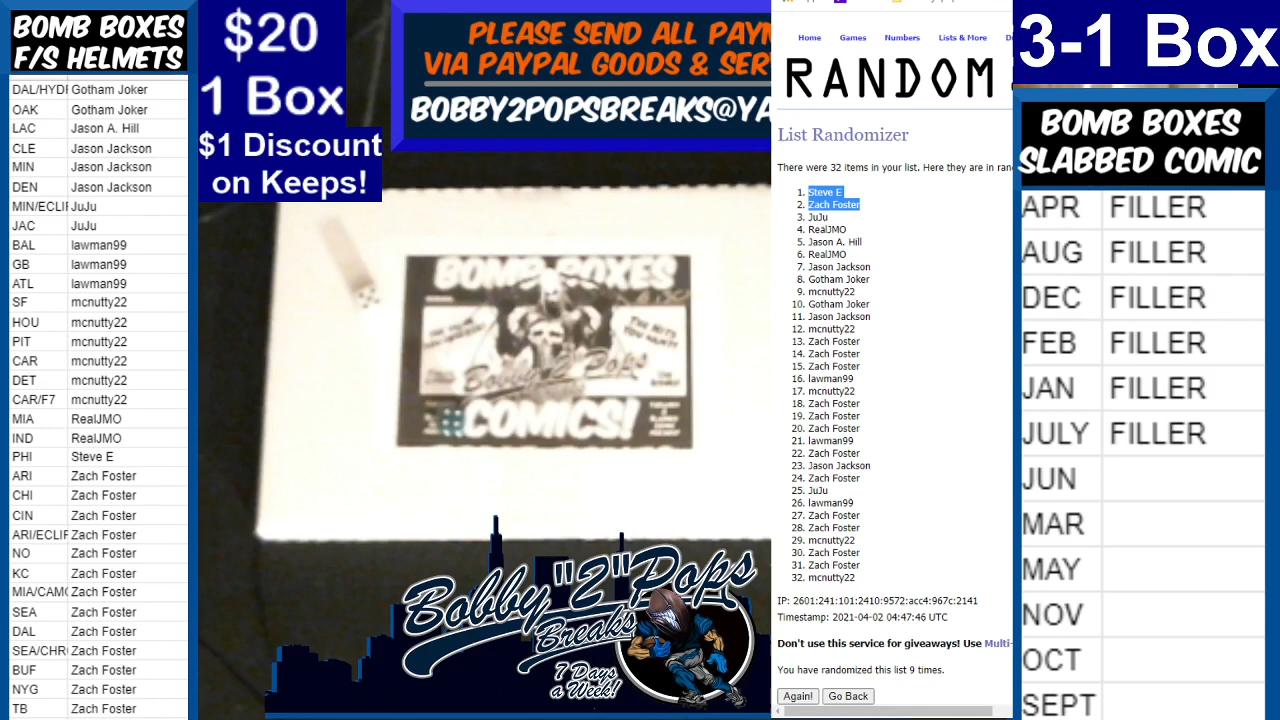 BOMB BOXES
F/S HELMETS
DAL/HYD Gotham Joker
OAK Gotham Joker
LAC Jason A. Hill
CLE Jason Jackson
MIN Jason Jackson
DEN Jason Jackson
MIN/ECLI JuJu
JAC JuJu
BAL lawman99
GB lawman99
ATL lawman99
SF mcnutty22
HOU mcnutty22
PIT mcnutty22
CAR mcnutty22
DET mcnutty22
CAR/F7 mcnutty22
MIA RealJMO
IND RealJMO
PHI Steve E
ARI Zach Foster
CHI Zach Foster
CIN Zach Foster
ARI/ECLIF Zach Foster
NO Zach Foster
KC Zach Foster
MIA/CAMO Zach Foster
SEA Zach Foster
DAL Zach Foster
SEA/CHR Zach Foster
BUF Zach Foster
NYG Zach Foster
TB Zach Foster
$20
1 Box
$1 Discount
on Keeps!
PLEASE SEND ALL PAYM
VIA PAYPAL GOODS & SER
BOBBY2POPSBREAKS@YA
BOMB BOXES
Bobby 2 Pops
COMICS!
Bobby "2" Pops
Breaks
7 Days
a Week!
Home Games Numbers Lists & More
RANDOM
List Randomizer
There were 32 items in your list. Here they are in ran
1. Steve E
2. Zach Foster
3. JuJu
4. RealJMO
5. Jason A. Hill
6. RealJMO
7. Jason Jackson
8. Gotham Joker
9. mcnutty22
10. Gotham Joker
11. Jason Jackson
12. mcnutty22
13. Zach Foster
14. Zach Foster
15. Zach Foster
16. lawman99
17. mcnutty22
18. Zach Foster
19. Zach Foster
20. Zach Foster
21. lawman99
22. Zach Foster
23. Jason Jackson
24. Zach Foster
25. JuJu
26. lawman99
27. Zach Foster
28. Zach Foster
29. mcnutty22
30. Zach Foster
31. Zach Foster
32. mcnutty22
IP: 2601:241:101:2410:9572:acc4:967c:2141
Timestamp: 2021-04-02 04:47:46 UTC
Don't use this service for giveaways! Use Multi-
You have randomized this list 9 times.
Again! Go Back
3-1 Box
BOMB BOXES
SLABBED COMIC
APR FILLER
AUG FILLER
DEC FILLER
FEB FILLER
JAN FILLER
JULY FILLER
JUN
MAR
MAY
NOV
OCT
SEPT